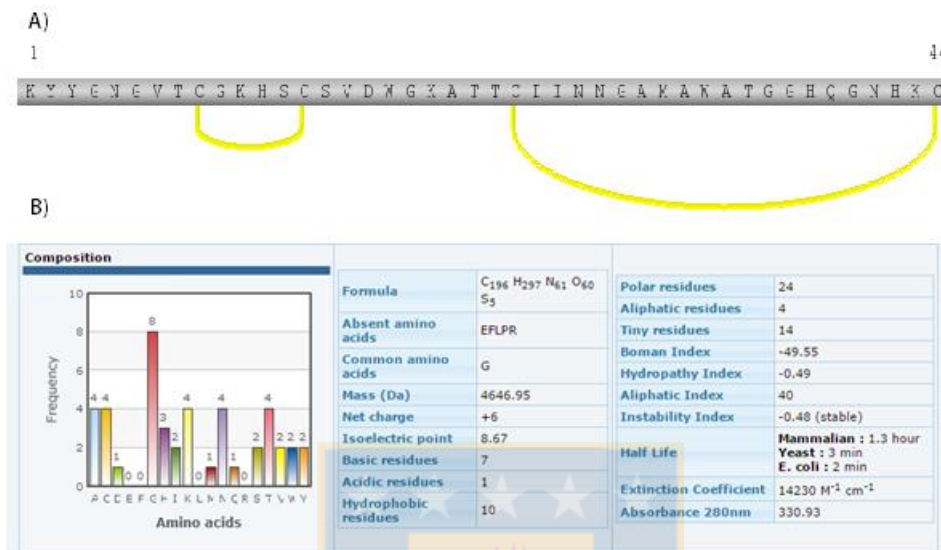 A)
1 44
K Y Y G N G V T C G K H S C S V D W G K A T T C I I N N G A M A W A T G G H Q G N H K C
B)
Composition
10
8
6
4
2
0
Frequency
4 4 1 0 0 8 3 2 4 0 1 4 1 0 2 4 2 2 2
A C D E F G H I K L M N Q R S T V W Y
Amino acids
Formula C196 H297 N61 O60 S5
Absent amino acids EFLPR
Common amino acids G
Mass (Da) 4646.95
Net charge +6
Isoelectric point 8.67
Basic residues 7
Acidic residues 1
Hydrophobic residues 10
Polar residues 24
Aliphatic residues 4
Tiny residues 14
Boman Index -49.55
Hydropathy Index -0.49
Aliphatic Index 40
Instability Index -0.48 (stable)
Half Life Mammalian : 1.3 hour
Yeast : 3 min
E. coli : 2 min
Extinction Coefficient 14230 M-1 cm-1
Absorbance 280nm 330.93